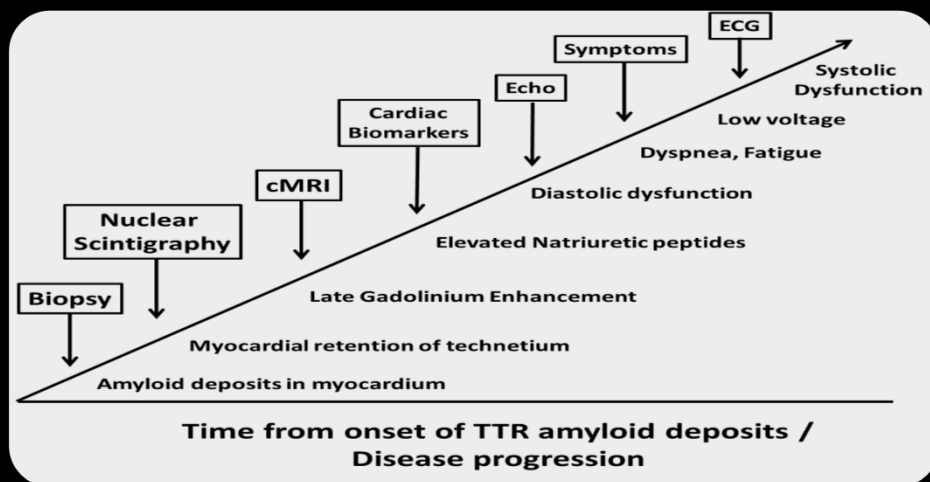 ECG
Symptoms
Echo
Cardiac
Biomarkers
cMRI
Nuclear
Scintigraphy
Biopsy
Systolic
Dysfunction
Low voltage
Dyspnea, Fatigue
Diastolic dysfunction
Elevated Natriuretic peptides
Late Gadolinium Enhancement
Myocardial retention of technetium
Amyloid deposits in myocardium
Time from onset of TTR amyloid deposits /
Disease progression